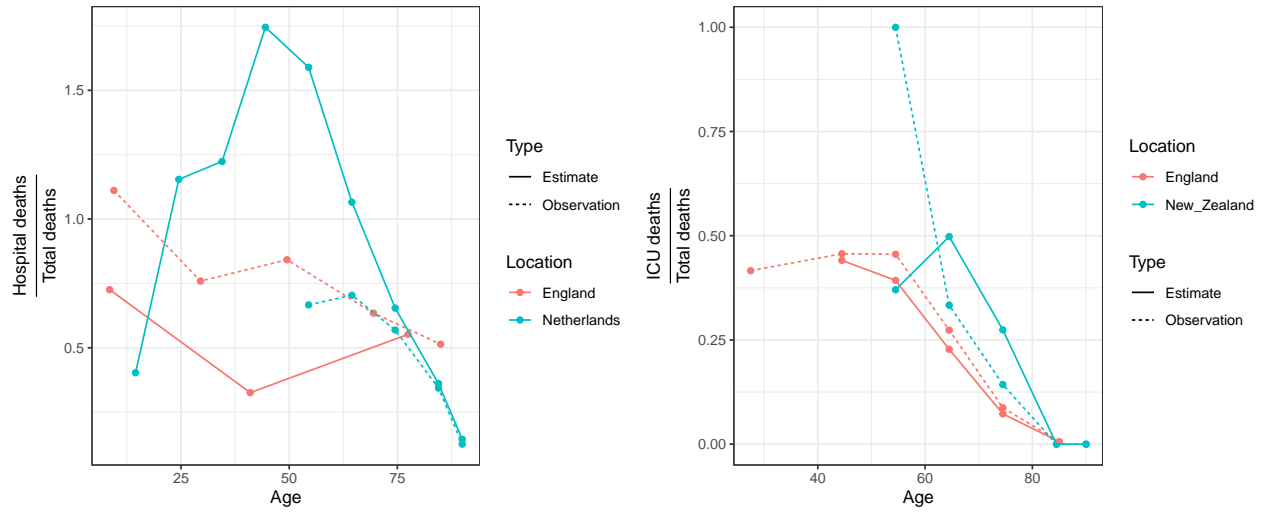 1.5
1.0
0.5
Hospital deaths
Total deaths
25
50
75
Age
Type
Estimate
Observation
Location
England
Netherlands
1.00
0.75
0.50
0.25
0.00
ICU deaths
Total deaths
40
60
80
Age
Location
England
New_Zealand
Type
Estimate
Observation